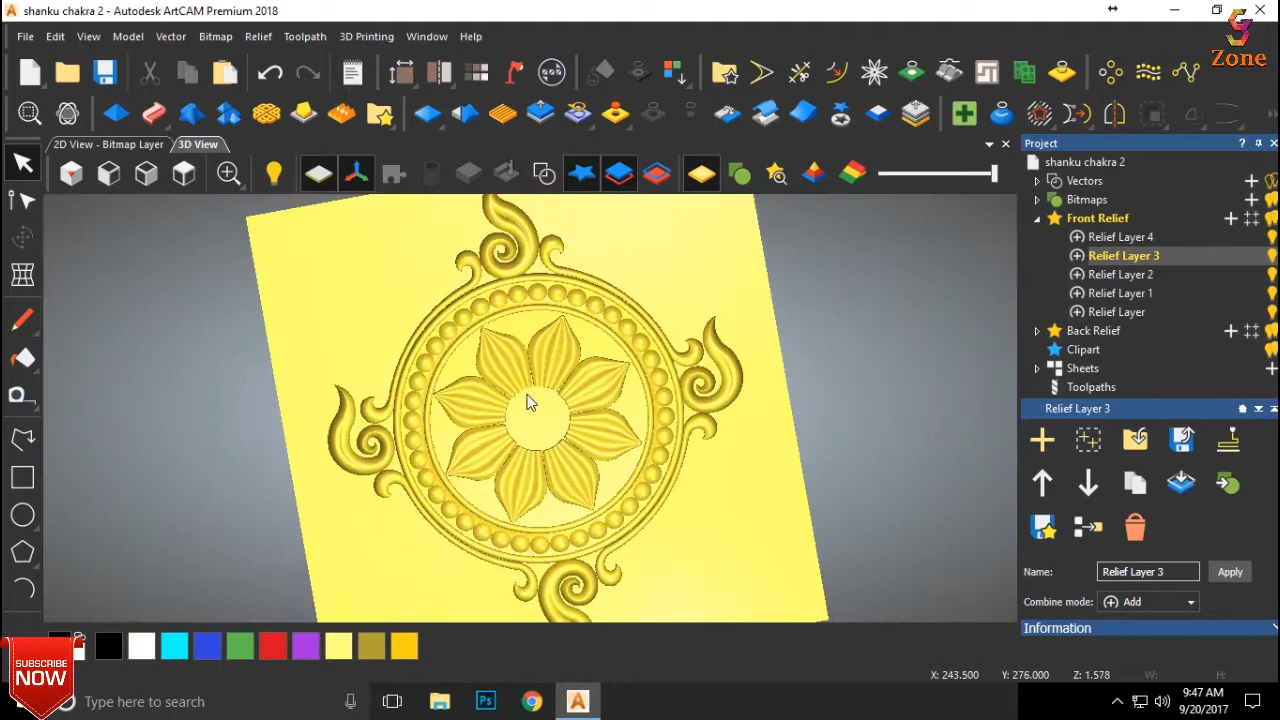 shanku chakra 2 - Autodesk ArtCAM Premium 2018
File Edit View Model Vector Bitmap Relief Toolpath 3D Printing Window Help
Zone
2D View - Bitmap Layer 3D View
Project
shanku chakra 2
Vectors
Bitmaps
Front Relief
Relief Layer 4
Relief Layer 3
Relief Layer 2
Relief Layer 1
Relief Layer
Back Relief
Clipart
Sheets
Toolpaths
Relief Layer 3
Name: Relief Layer 3 Apply
Combine mode: Add
Information
X: 243.500 Y: 276.000 Z: 1.578 W: H:
SUBSCRIBE
NOW
Type here to search
Ps
9:47 AM
9/20/2017